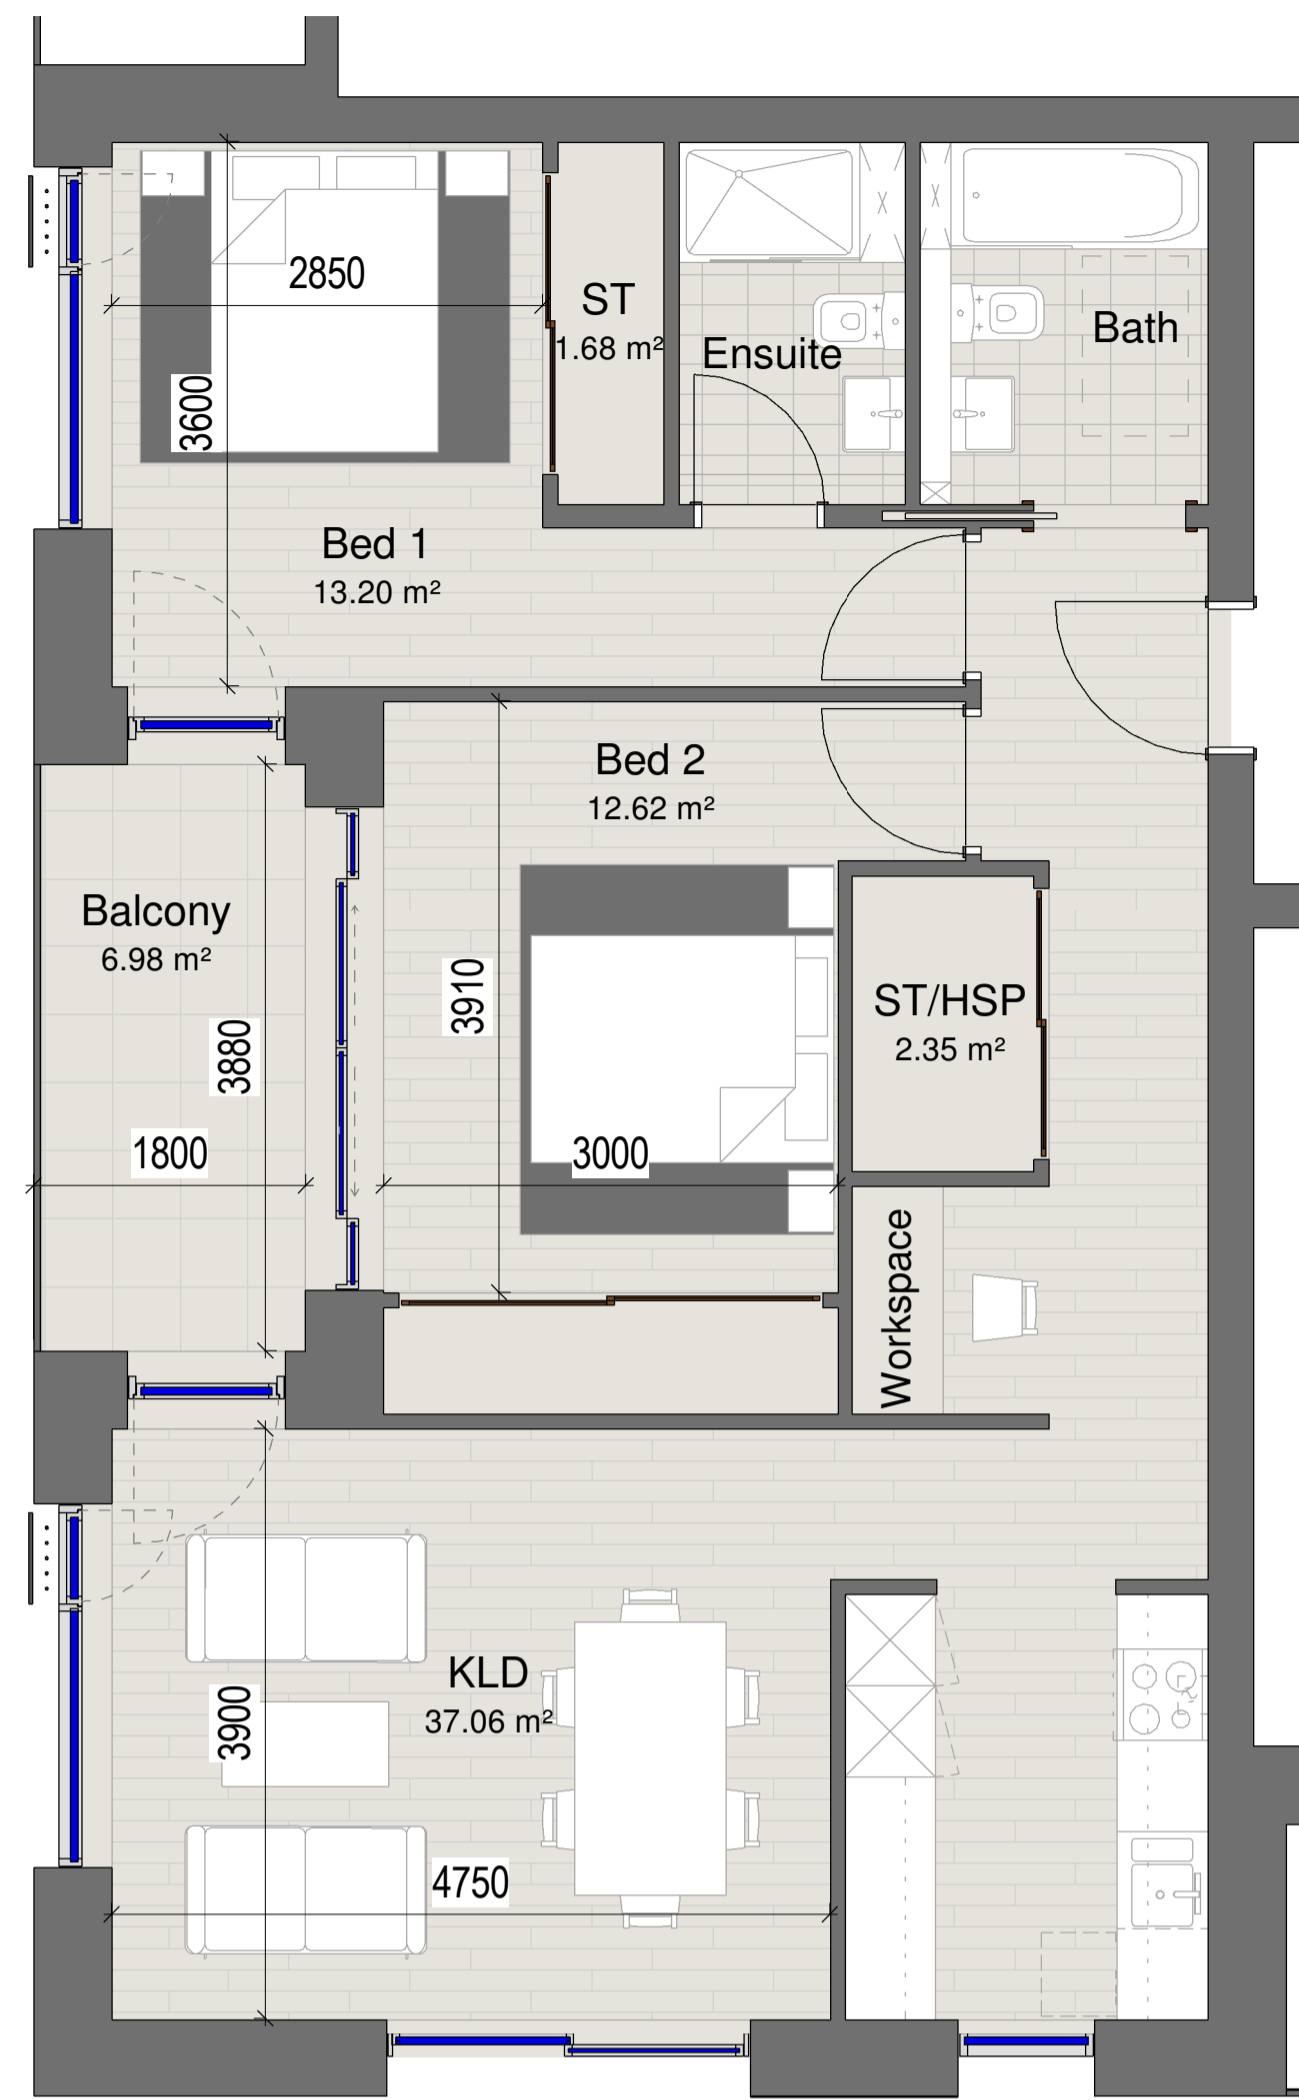 2850
ST
1.68 m²
Ensuite
Bath
3600
Bed 1
13.20 m²
Bed 2
12.62 m²
Balcony
6.98 m²
3880
3910
ST/HSP
2.35 m²
1800
3000
Workspace
KLD
37.06 m²
3900
4750